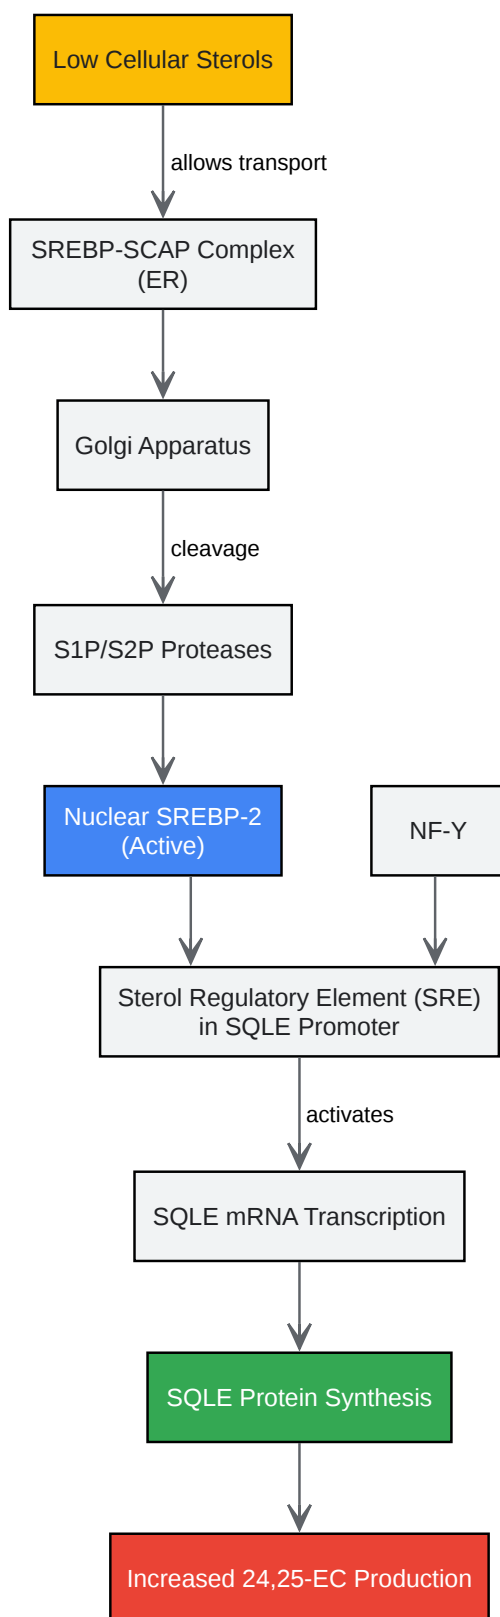 Low Cellular Sterols
allows transport
SREBP-SCAP Complex
(ER)
Golgi Apparatus
cleavage
S1P/S2P Proteases
Nuclear SREBP-2
(Active)
NF-Y
Sterol Regulatory Element (SRE)
in SQLE Promoter
activates
SQLE mRNA Transcription
SQLE Protein Synthesis
Increased 24,25-EC Production